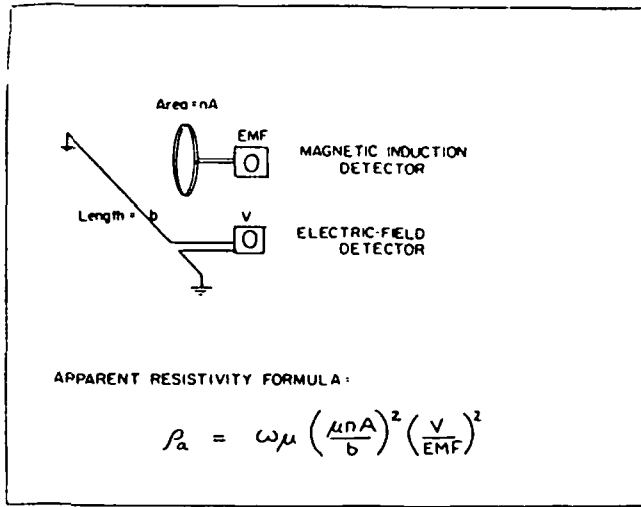 Area = nA
EMF
MAGNETIC INDUCTION
DETECTOR
Length = b
V
ELECTRIC-FIELD
DETECTOR
APPARENT RESISTIVITY FORMULA:
ρₐ = ωμ (μnA/b)² (V/EMF)²